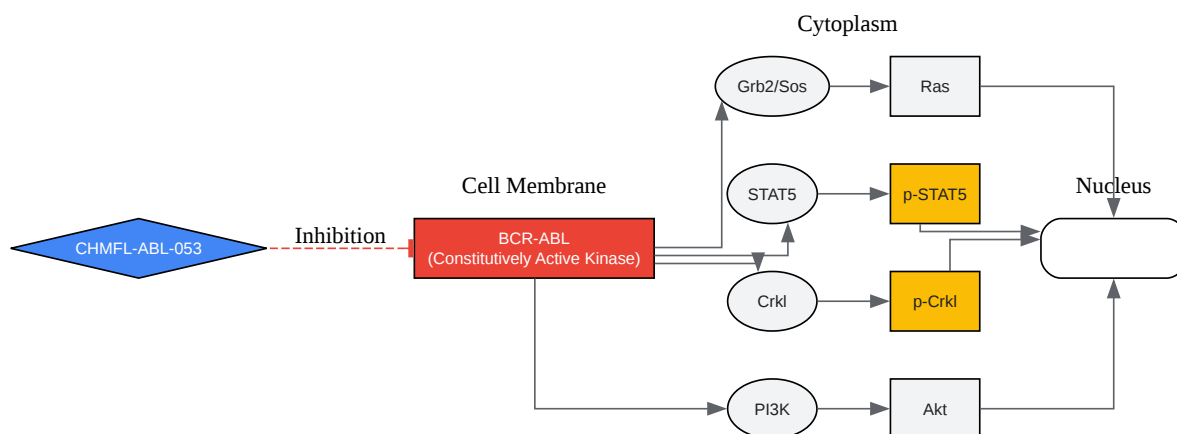 Cytoplasm
Grb2/Sos
Ras
Cell Membrane
STAT5
p-STAT5
Nucleus
CHMFL-ABL-053
Inhibition
BCR-ABL
(Constitutively Active Kinase)
Crkl
p-Crkl
PI3K
Akt